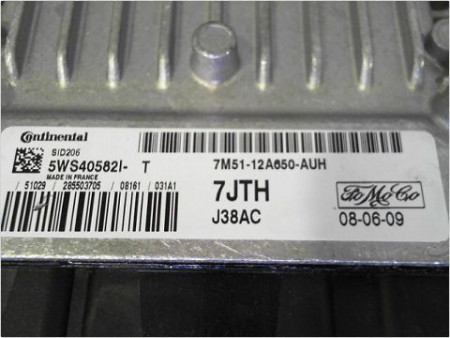 Continental
SID206
5WS40582I- T
MADE IN FRANCE
/ 51029 / 285503705 / 08161 / 031A1
7M51-12A650-AUH
7JTH
J38AC
FoMoCo
08-06-09